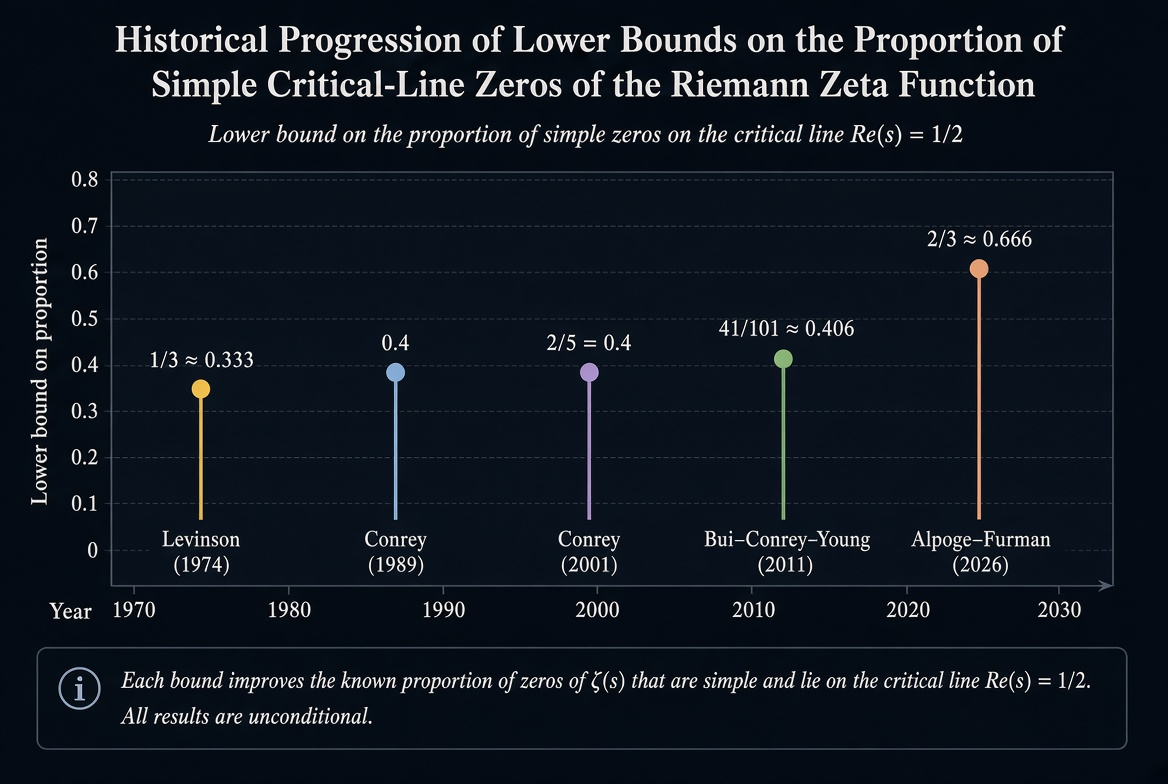 Historical Progression of Lower Bounds on the Proportion of
Simple Critical-Line Zeros of the Riemann Zeta Function
Lower bound on the proportion of simple zeros on the critical line Re(s) = 1/2
Lower bound on proportion
0.8
0.7
0.6
0.5
0.4
0.3
0.2
0.1
0
1/3 ≈ 0.333
0.4
2/5 = 0.4
41/101 ≈ 0.406
2/3 ≈ 0.666
Levinson
(1974)
Conrey
(1989)
Conrey
(2001)
Bui–Conrey–Young
(2011)
Alpoge–Furman
(2026)
Year 1970 1980 1990 2000 2010 2020 2030
i
Each bound improves the known proportion of zeros of ζ(s) that are simple and lie on the critical line Re(s) = 1/2.
All results are unconditional.